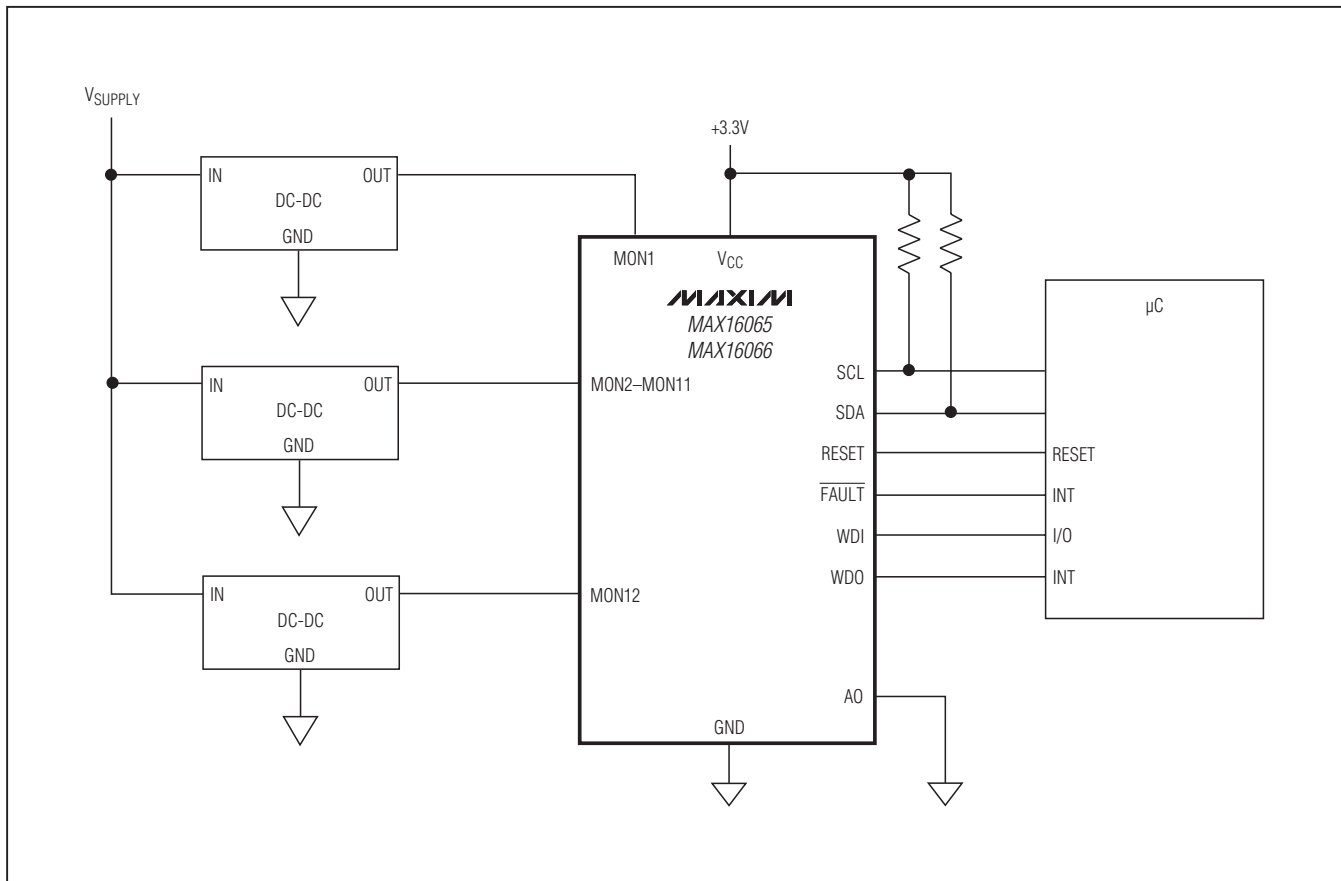 VSUPPLY
+3.3V
IN
OUT
DC-DC
GND
MON1
VCC
MAXIM
MAX16065
MAX16066
µC
IN
OUT
DC-DC
GND
MON2–MON11
SCL
SDA
RESET
RESET
FAULT
INT
WDI
I/O
WDO
INT
IN
OUT
DC-DC
GND
MON12
AO
GND